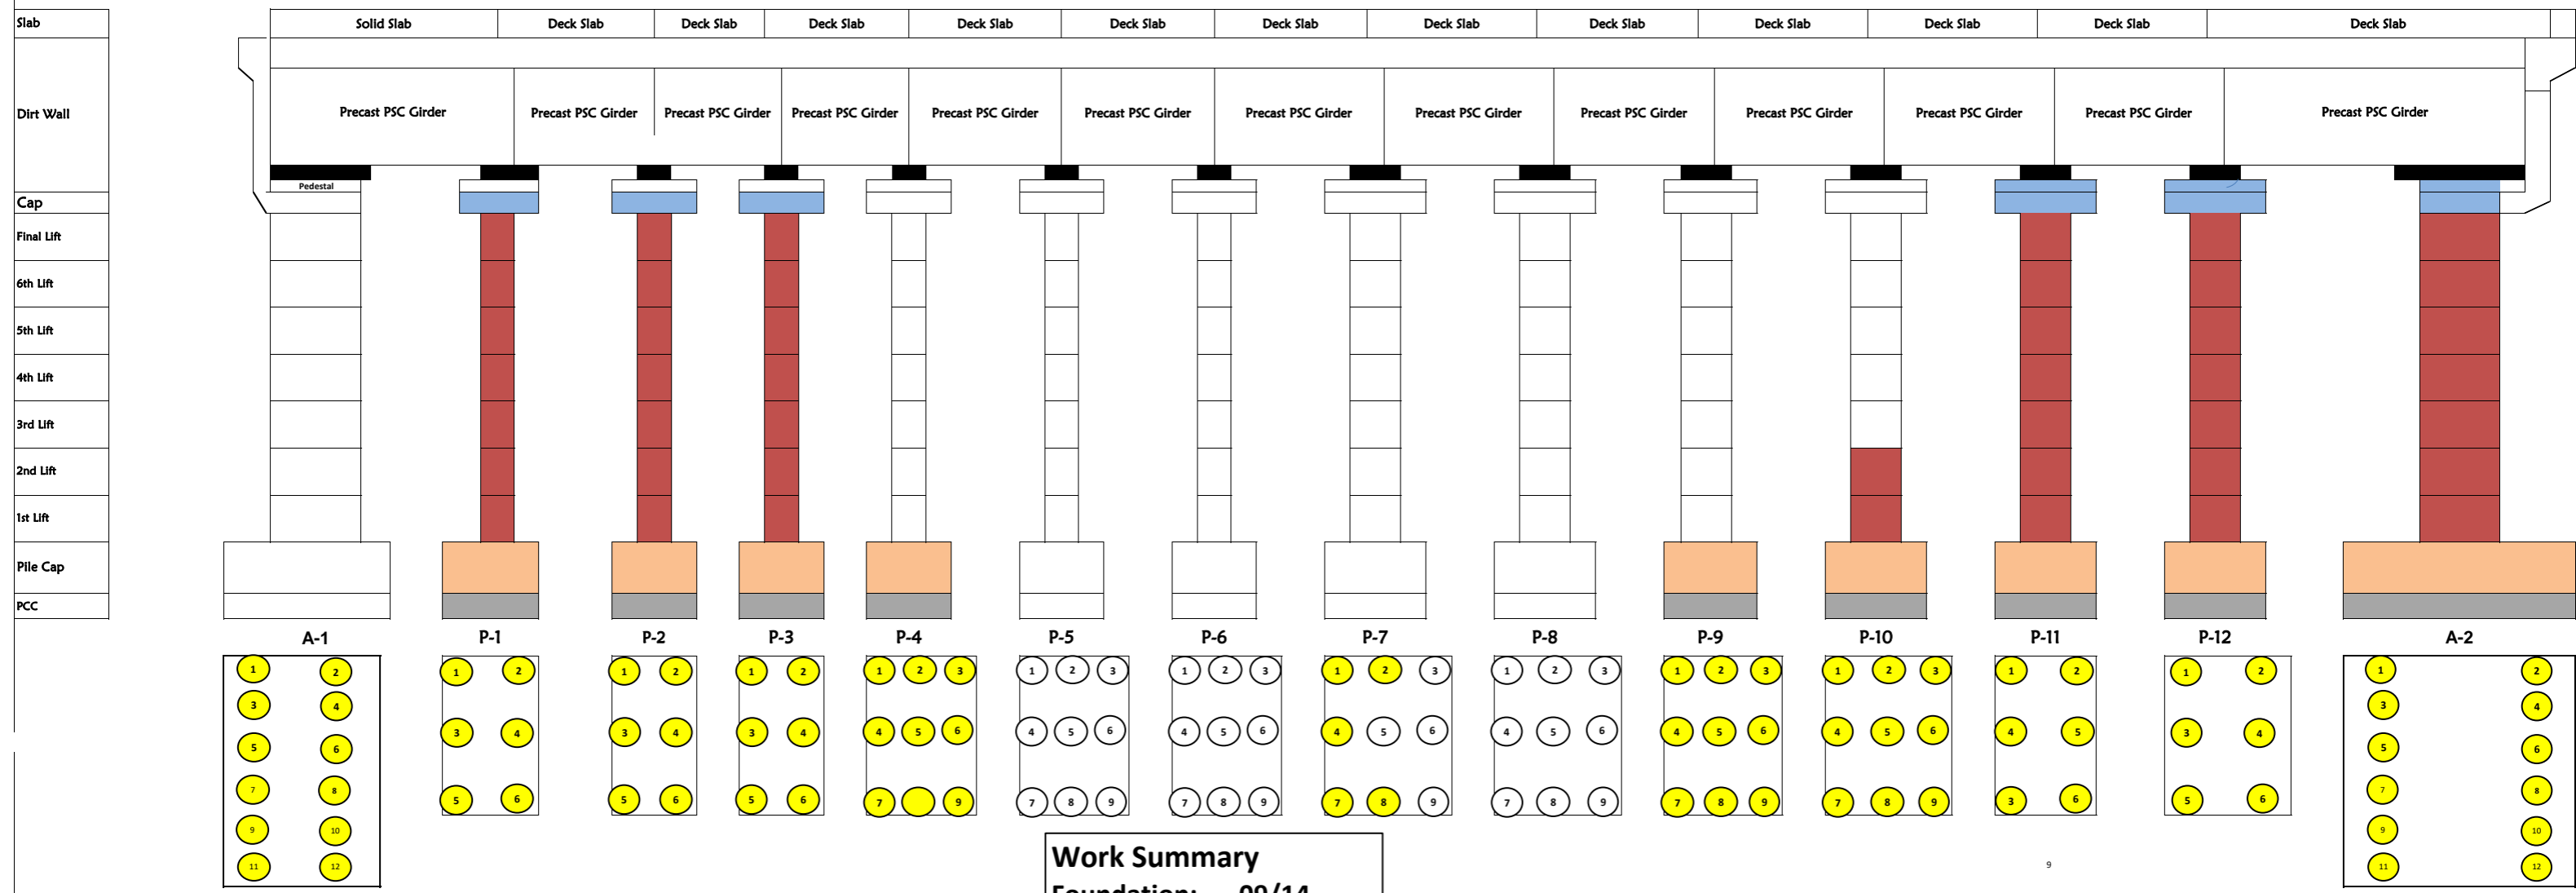 Slab Solid Slab Deck Slab Deck Slab Deck Slab Deck Slab Deck Slab Deck Slab Deck Slab Deck Slab Deck Slab Deck Slab Deck Slab Deck Slab
Dirt Wall Precast PSC Girder Precast PSC Girder Precast PSC Girder Precast PSC Girder Precast PSC Girder Precast PSC Girder Precast PSC Girder Precast PSC Girder Precast PSC Girder Precast PSC Girder Precast PSC Girder Precast PSC Girder Precast PSC Girder
Pedestal
Cap
Final Lift
6th Lift
5th Lift
4th Lift
3rd Lift
2nd Lift
1st Lift
Pile Cap
PCC
A-1 P-1 P-2 P-3 P-4 P-5 P-6 P-7 P-8 P-9 P-10 P-11 P-12 A-2
1 2 1 2 1 2 1 2 1 2 3 1 2 3 1 2 3 1 2 3 1 2 3 1 2 3 1 2 3 1 2 1 2 1 2
3 4 3 4
3 4 3 4 3 4 4 5 6 4 5 6 4 5 6 4 5 6 4 5 6 4 5 6 4 5 6 4 5 3 4
5 6 5 6
7 8 7 8
5 6 5 6 5 6 7 9 7 8 9 7 8 9 7 8 9 7 8 9 7 8 9 7 8 9 3 6 5 6
9 10 9 10
11 12 9 11 12
Work Summary
Foundation: 09/14